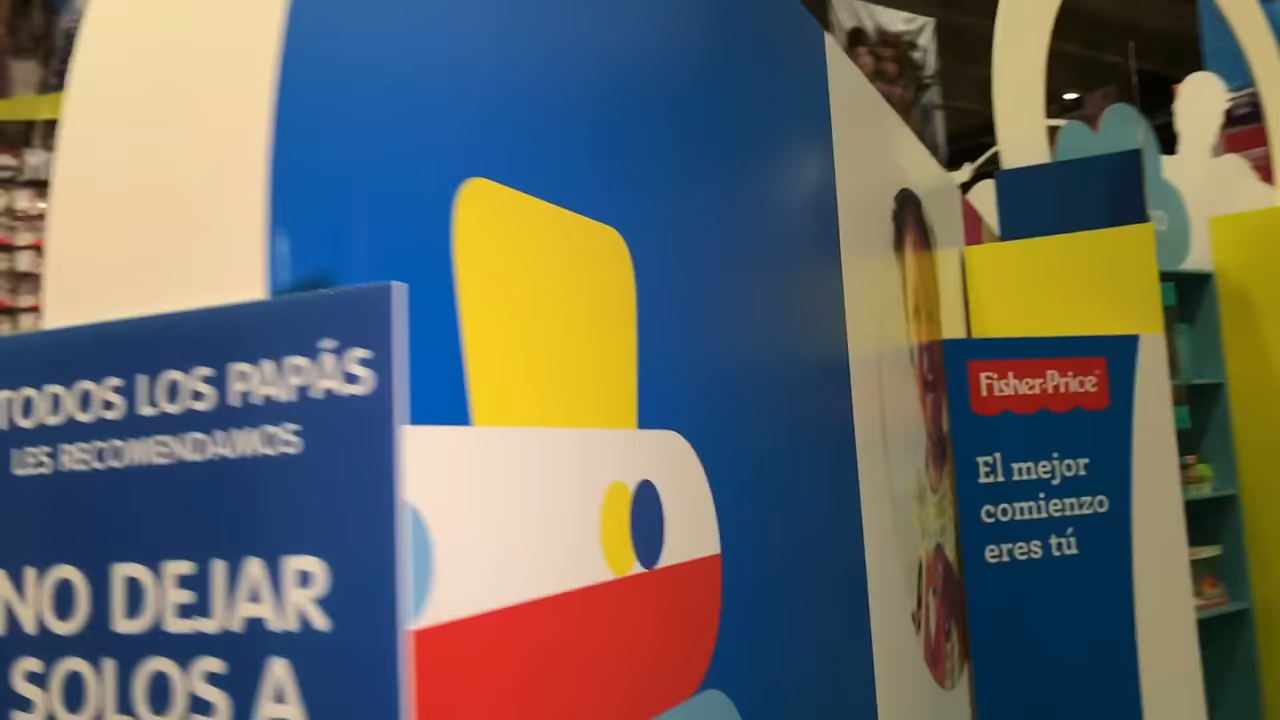 TODOS LOS PAPÁS
LES RECOMENDAMOS
NO DEJAR
SOLOS A
Fisher-Price
El mejor
comienzo
eres tú